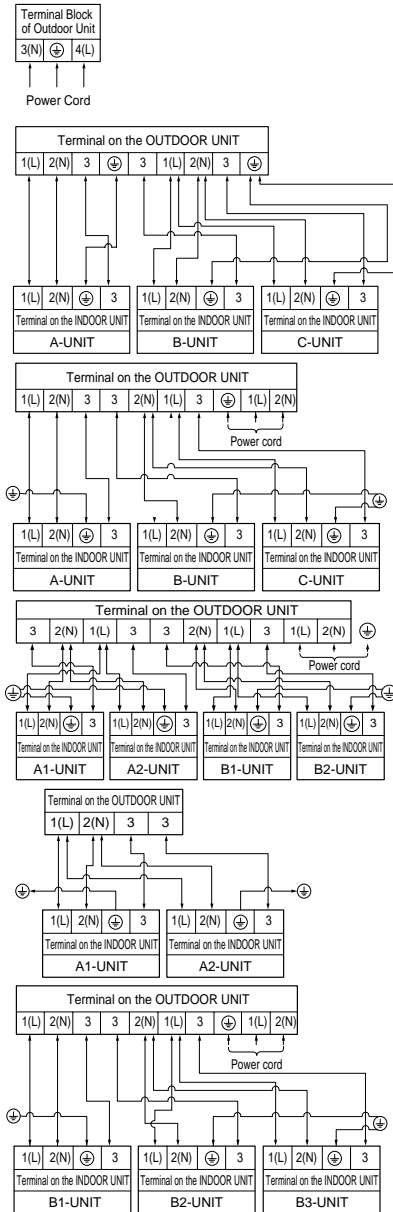 Terminal Block
of Outdoor Unit
3(N) 4(L)
Power Cord
Terminal on the OUTDOOR UNIT
1(L) 2(N) 3 3 1(L) 2(N) 3
1(L) 2(N) 3 1(L) 2(N) 3 1(L) 2(N) 3
Terminal on the INDOOR UNIT Terminal on the INDOOR UNIT Terminal on the INDOOR UNIT
A-UNIT B-UNIT C-UNIT
Terminal on the OUTDOOR UNIT
1(L) 2(N) 3 3 2(N) 1(L) 3 1(L) 2(N)
Power cord
1(L) 2(N) 3 1(L) 2(N) 3 1(L) 2(N) 3
Terminal on the INDOOR UNIT Terminal on the INDOOR UNIT Terminal on the INDOOR UNIT
A-UNIT B-UNIT C-UNIT
Terminal on the OUTDOOR UNIT
3 2(N) 1(L) 3 3 2(N) 1(L) 3 1(L) 2(N)
Power cord
1(L) 2(N) 3 1(L) 2(N) 3 1(L) 2(N) 3 1(L) 2(N) 3
Terminal on the INDOOR UNIT Terminal on the INDOOR UNIT Terminal on the INDOOR UNIT Terminal on the INDOOR UNIT
A1-UNIT A2-UNIT B1-UNIT B2-UNIT
Terminal on the OUTDOOR UNIT
1(L) 2(N) 3 3
1(L) 2(N) 3 1(L) 2(N) 3
Terminal on the INDOOR UNIT Terminal on the INDOOR UNIT
A1-UNIT A2-UNIT
Terminal on the OUTDOOR UNIT
1(L) 2(N) 3 3 2(N) 1(L) 3 1(L) 2(N)
Power cord
1(L) 2(N) 3 1(L) 2(N) 3 1(L) 2(N) 3
Terminal on the INDOOR UNIT Terminal on the INDOOR UNIT Terminal on the INDOOR UNIT
B1-UNIT B2-UNIT B3-UNIT